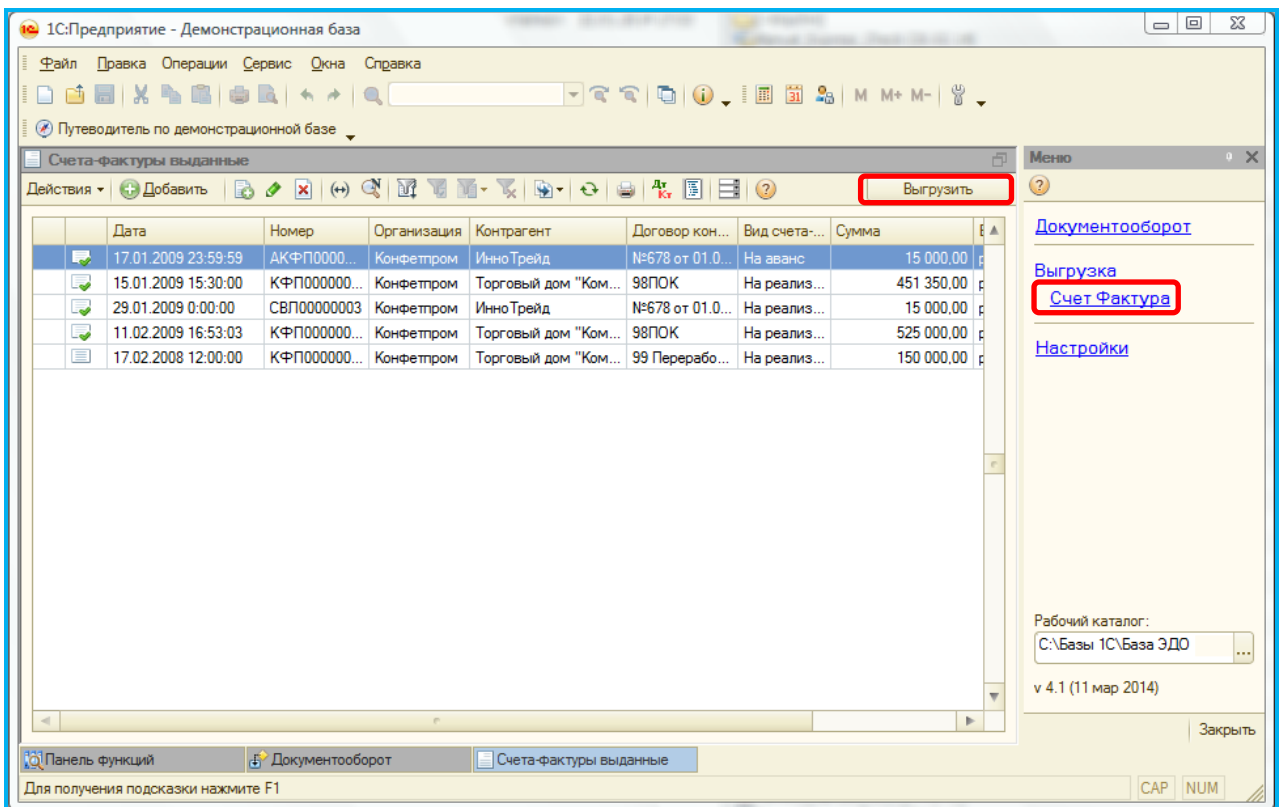 1С:Предприятие - Демонстрационная база
Файл Правка Операции Сервис Окна Справка
31 M M+ M-
Путеводитель по демонстрационной базе
Счета-фактуры выданные
Меню
Действия Добавить Дт Кт Выгрузить
Дата Номер Организация Контрагент Договор кон... Вид счета-... Сумма
17.01.2009 23:59:59 АКФП0000... Конфетпром ИнноТрейд №678 от 01.0... На аванс 15 000,00
15.01.2009 15:30:00 КФП000000... Конфетпром Торговый дом "Ком... 98ПОК На реализ... 451 350,00
29.01.2009 0:00:00 СВЛ00000003 Конфетпром ИнноТрейд №678 от 01.0... На реализ... 15 000,00
11.02.2009 16:53:03 КФП000000... Конфетпром Торговый дом "Ком... 98ПОК На реализ... 525 000,00
17.02.2008 12:00:00 КФП000000... Конфетпром Торговый дом "Ком... 99 Перерабо... На реализ... 150 000,00
Документооборот
Выгрузка
Счет Фактура
Настройки
Рабочий каталог:
С:\Базы 1С\База ЭДО ...
v 4.1 (11 мар 2014)
Закрыть
Панель функций Документооборот Счета-фактуры выданные
Для получения подсказки нажмите F1
CAP NUM